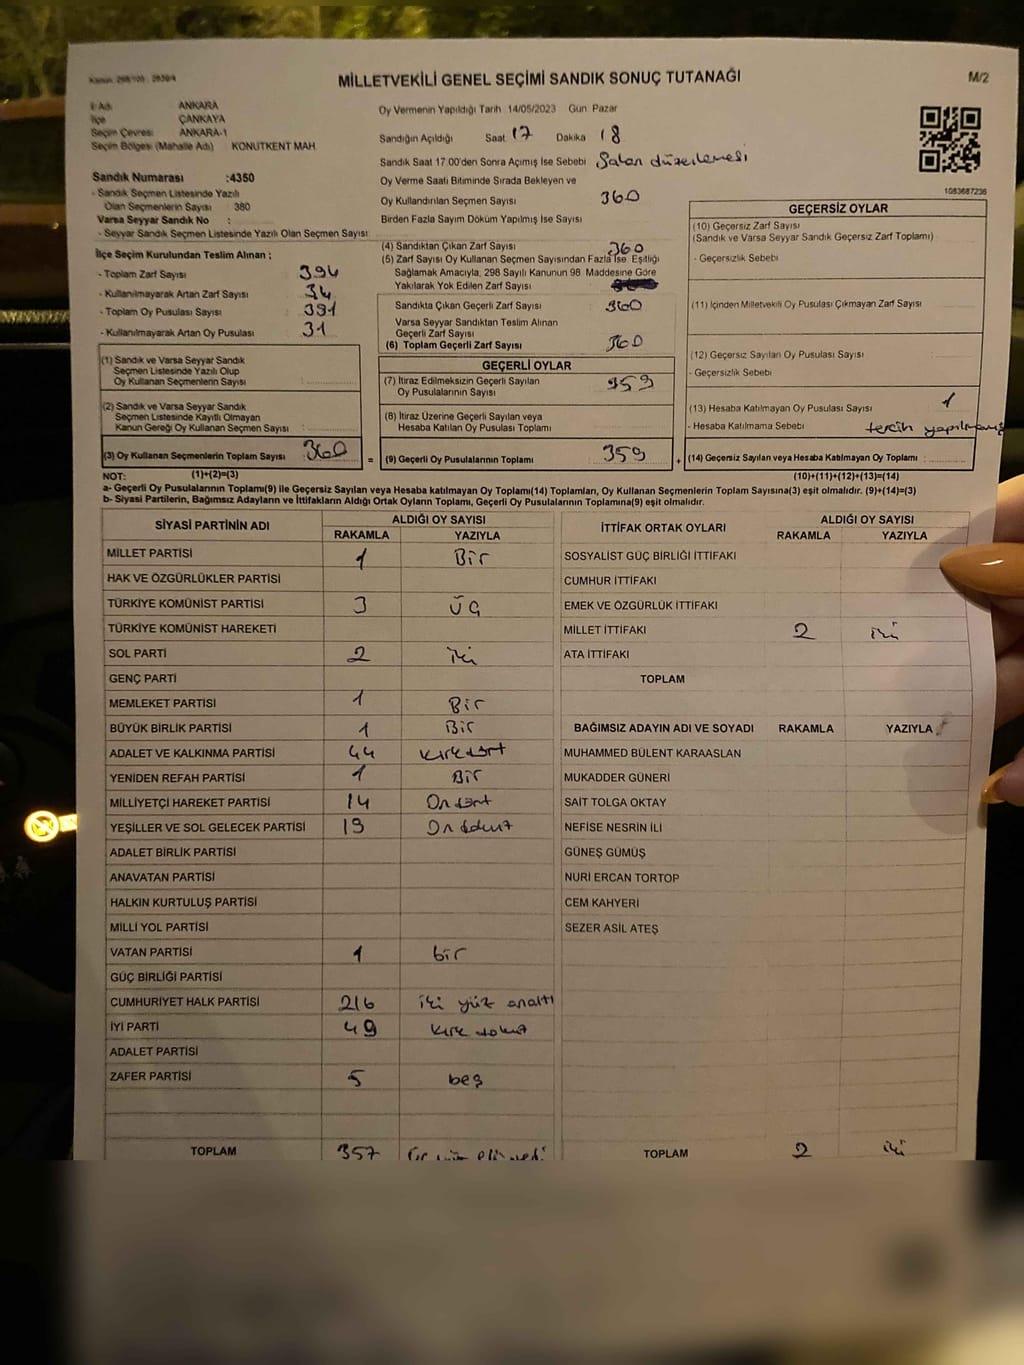 Kanun: 298/105 - 2839/4
MİLLETVEKİLİ GENEL SEÇİMİ SANDIK SONUÇ TUTANAĞI
M/2
İl Adı ANKARA
İlçe ÇANKAYA
Seçim Çevresi ANKARA-1
Seçim Bölgesi (Mahalle Adı) : KONUTKENT MAH.
Sandık Numarası :4350
- Sandık Seçmen Listesinde Yazılı
Olan Seçmenlerin Sayısı : 380
Varsa Seyyar Sandık No :
- Seyyar Sandık Seçmen Listesinde Yazılı Olan Seçmen Sayısı:
İlçe Seçim Kurulundan Teslim Alınan :
- Toplam Zarf Sayısı : 394
- Kullanılmayarak Artan Zarf Sayısı : 34
- Toplam Oy Pusulası Sayısı : 391
- Kullanılmayarak Artan Oy Pusulası : 31
Oy Vermenin Yapıldığı Tarih 14/05/2023 Gün Pazar
Sandığın Açıldığı Saat 17 Dakika 18
Sandık Saat 17.00'den Sonra Açılmış İse Sebebi Salon düzenlemesi
Oy Verme Saati Bitiminde Sırada Bekleyen ve
Oy Kullandırılan Seçmen Sayısı 360
Birden Fazla Sayım Döküm Yapılmış İse Sayısı
(4) Sandıktan Çıkan Zarf Sayısı 360
(5) Zarf Sayısı Oy Kullanan Seçmen Sayısından Fazla İse Eşitliği
Sağlamak Amacıyla, 298 Sayılı Kanunun 98. Maddesine Göre
Yakılarak Yok Edilen Zarf Sayısı
Sandıkta Çıkan Geçerli Zarf Sayısı 360
Varsa Seyyar Sandıktan Teslim Alınan
Geçerli Zarf Sayısı
(6) Toplam Geçerli Zarf Sayısı 360
1083687236
GEÇERSİZ OYLAR
(10) Geçersiz Zarf Sayısı
(Sandık ve Varsa Seyyar Sandık Geçersiz Zarf Toplamı)
- Geçersizlik Sebebi
(11) İçinden Milletvekili Oy Pusulası Çıkmayan Zarf Sayısı
(12) Geçersiz Sayılan Oy Pusulası Sayısı
- Geçersizlik Sebebi
(13) Hesaba Katılmayan Oy Pusulası Sayısı 1
- Hesaba Katılmama Sebebi tercih
(14) Geçersiz Sayılan veya Hesaba Katılmayan Oy Toplamı :
(1) Sandık ve Varsa Seyyar Sandık
Seçmen Listesinde Yazılı Olup
Oy Kullanan Seçmenlerin Sayısı :
(2) Sandık ve Varsa Seyyar Sandık
Seçmen Listesinde Kayıtlı Olmayan
Kanun Gereği Oy Kullanan Seçmen Sayısı :
(3) Oy Kullanan Seçmenlerin Toplam Sayısı : 360 =
GEÇERLİ OYLAR
(7) İtiraz Edilmeksizin Geçerli Sayılan
Oy Pusulalarının Sayısı 359
(8) İtiraz Üzerine Geçerli Sayılan veya
Hesaba Katılan Oy Pusulası Toplamı
(9) Geçerli Oy Pusulalarının Toplamı 359 +
NOT: (1)+(2)=(3)
(10)+(11)+(12)+(13)=(14)
a- Geçerli Oy Pusulalarının Toplamı(9) ile Geçersiz Sayılan veya Hesaba katılmayan Oy Toplamı(14) Toplamları, Oy Kullanan Seçmenlerin Toplam Sayısına(3) eşit olmalıdır. (9)+(14)=(3)
b- Siyasi Partilerin, Bağımsız Adayların ve İttifakların Aldığı Ortak Oyların Toplamı, Geçerli Oy Pusulalarının Toplamına(9) eşit olmalıdır.
SİYASİ PARTİNİN ADI ALDIĞI OY SAYISI
RAKAMLA YAZIYLA
MİLLET PARTİSİ 1 Bir
HAK VE ÖZGÜRLÜKLER PARTİSİ
TÜRKİYE KOMÜNİST PARTİSİ 3 ÜÇ
TÜRKİYE KOMÜNİST HAREKETİ
SOL PARTİ 2 iki
GENÇ PARTİ
MEMLEKET PARTİSİ 1 Bir
BÜYÜK BİRLİK PARTİSİ 1 Bir
ADALET VE KALKINMA PARTİSİ 44 kırkdört
YENİDEN REFAH PARTİSİ 1 Bir
MİLLİYETÇİ HAREKET PARTİSİ 14 Ondört
YEŞİLLER VE SOL GELECEK PARTİSİ 19 Ondokuz
ADALET BİRLİK PARTİSİ
ANAVATAN PARTİSİ
HALKIN KURTULUŞ PARTİSİ
MİLLİ YOL PARTİSİ
VATAN PARTİSİ 1 bir
GÜÇ BİRLİĞİ PARTİSİ
CUMHURİYET HALK PARTİSİ 216 iki yüz onaltı
İYİ PARTİ 49 kırk dokuz
ADALET PARTİSİ
ZAFER PARTİSİ 5 beş
TOPLAM 357
İTTİFAK ORTAK OYLARI ALDIĞI OY SAYISI
RAKAMLA YAZIYLA
SOSYALİST GÜÇ BİRLİĞİ İTTİFAKI
CUMHUR İTTİFAKI
EMEK VE ÖZGÜRLÜK İTTİFAKI
MİLLET İTTİFAKI 2 iki
ATA İTTİFAKI
TOPLAM
BAĞIMSIZ ADAYIN ADI VE SOYADI RAKAMLA YAZIYLA
MUHAMMED BÜLENT KARAASLAN
MUKADDER GÜNERİ
SAİT TOLGA OKTAY
NEFİSE NESRİN İLİ
GÜNEŞ GÜMÜŞ
NURİ ERCAN TORTOP
CEM KAHYERİ
SEZER ASİL ATEŞ
TOPLAM 2 iki